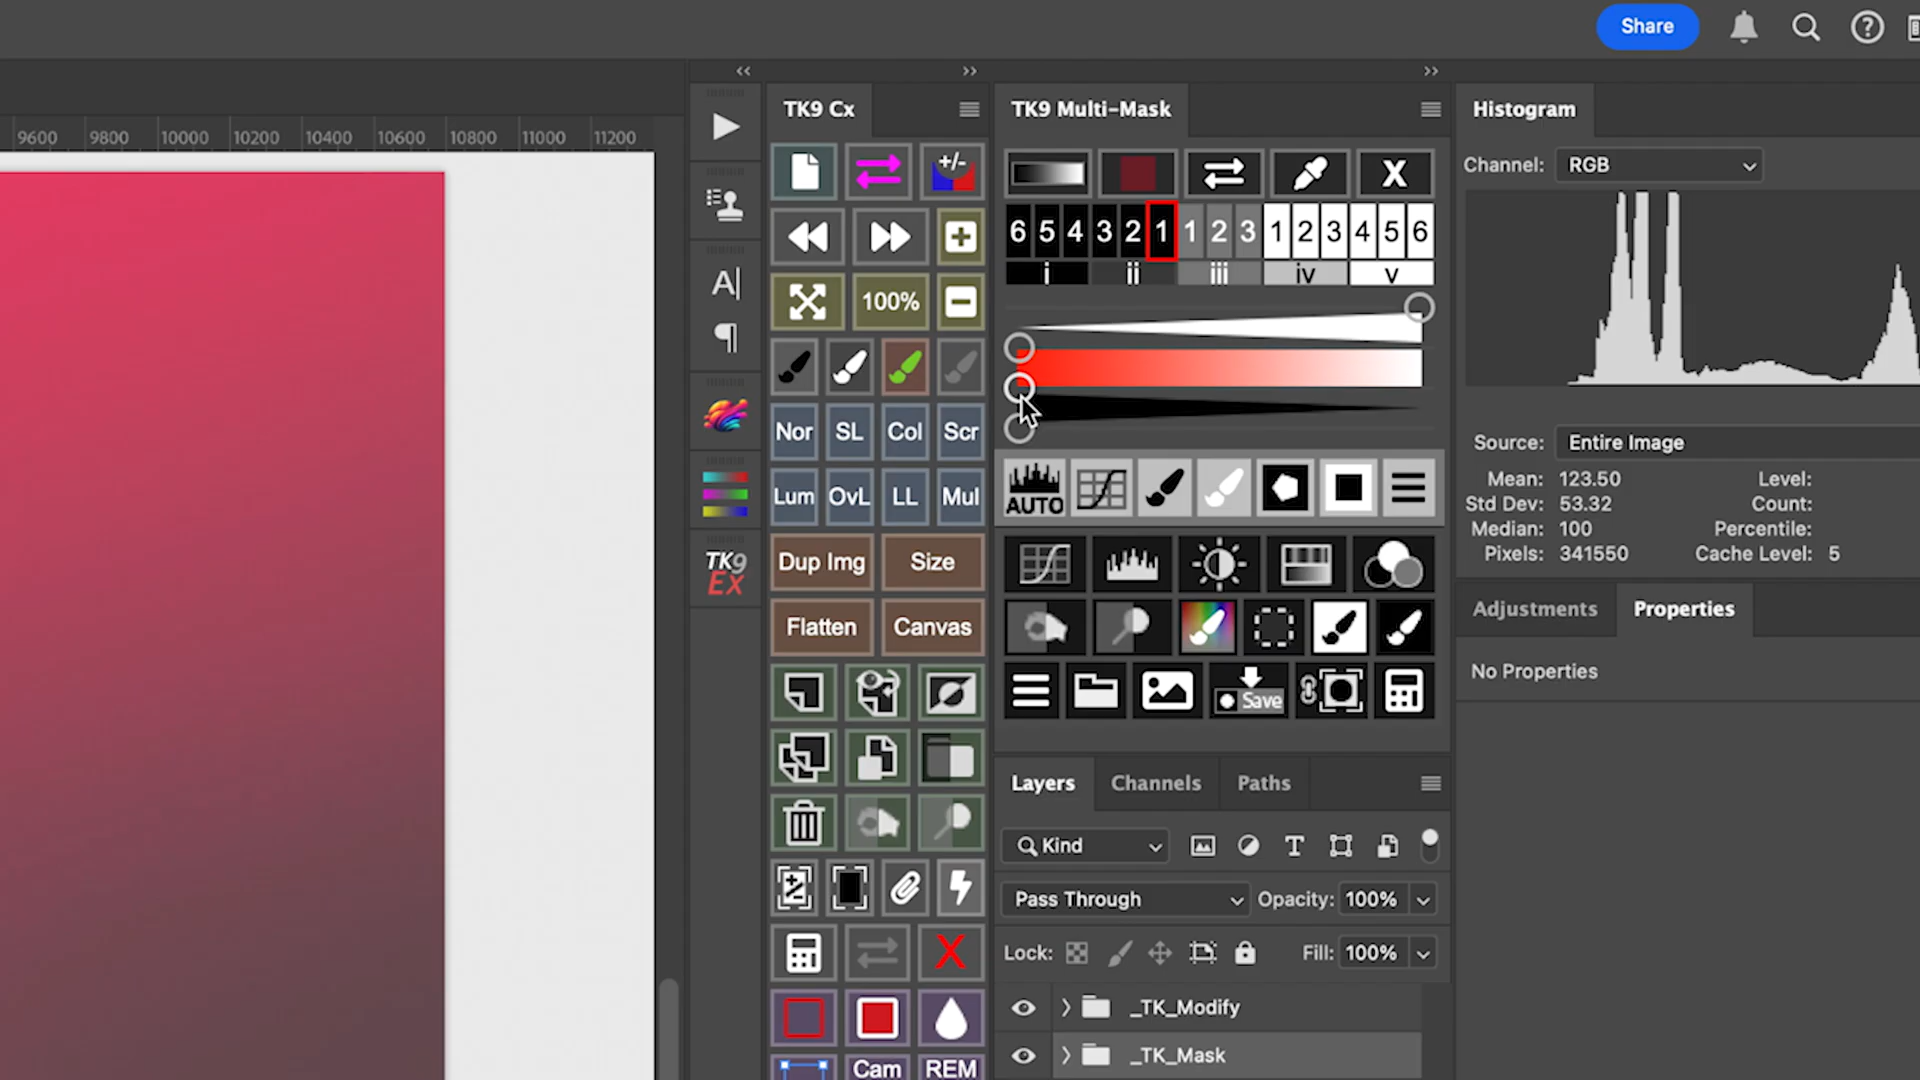 Share
TK9 Cx
TK9 Multi-Mask
Histogram
9600 9800 10000 10200 10400 10600 10800 11000 11200
Channel: RGB
+/-
X
6 5 4 3 2 1 1 2 3 1 2 3 4 5 6
i ii iii iv v
100%
A
¶
Nor SL Col Scr
Source: Entire Image
Mean: 123.50 Level:
Std Dev: 53.32 Count:
Median: 100 Percentile:
Pixels: 341550 Cache Level: 5
AUTO
Lum OvL LL Mul
TK9
EX
Dup Img Size
Flatten Canvas
Adjustments Properties
No Properties
Save
Layers Channels Paths
Kind
T
Pass Through Opacity: 100%
Lock: Fill: 100%
X
_TK_Modify
_TK_Mask
Cam REM